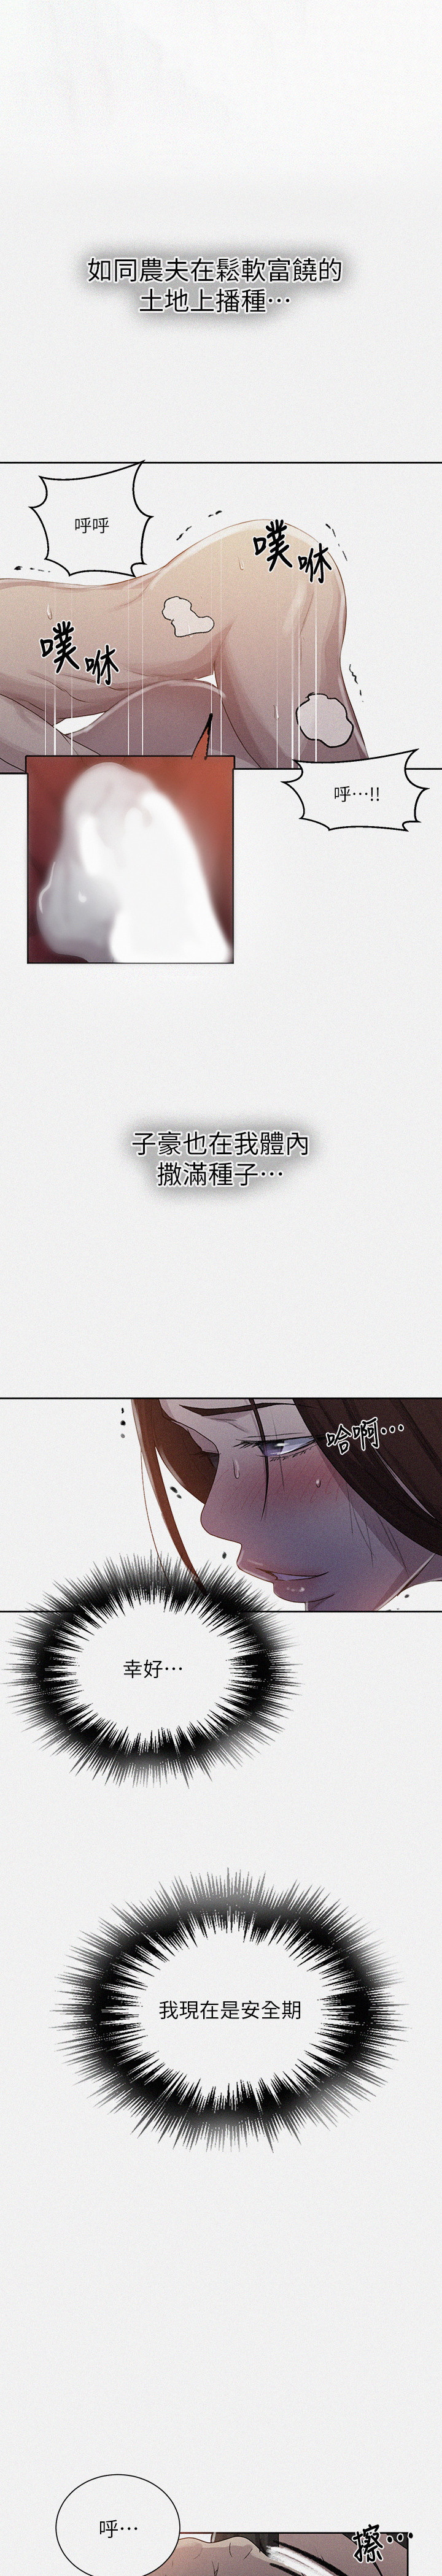 如同農夫在鬆軟富饒的
土地上播種⋯
呼呼
噗咻
噗咻
呼⋯!!
子豪也在我體內
撒滿種子⋯
哈啊⋯
幸好⋯
我現在是安全期
呼⋯
擦⋯